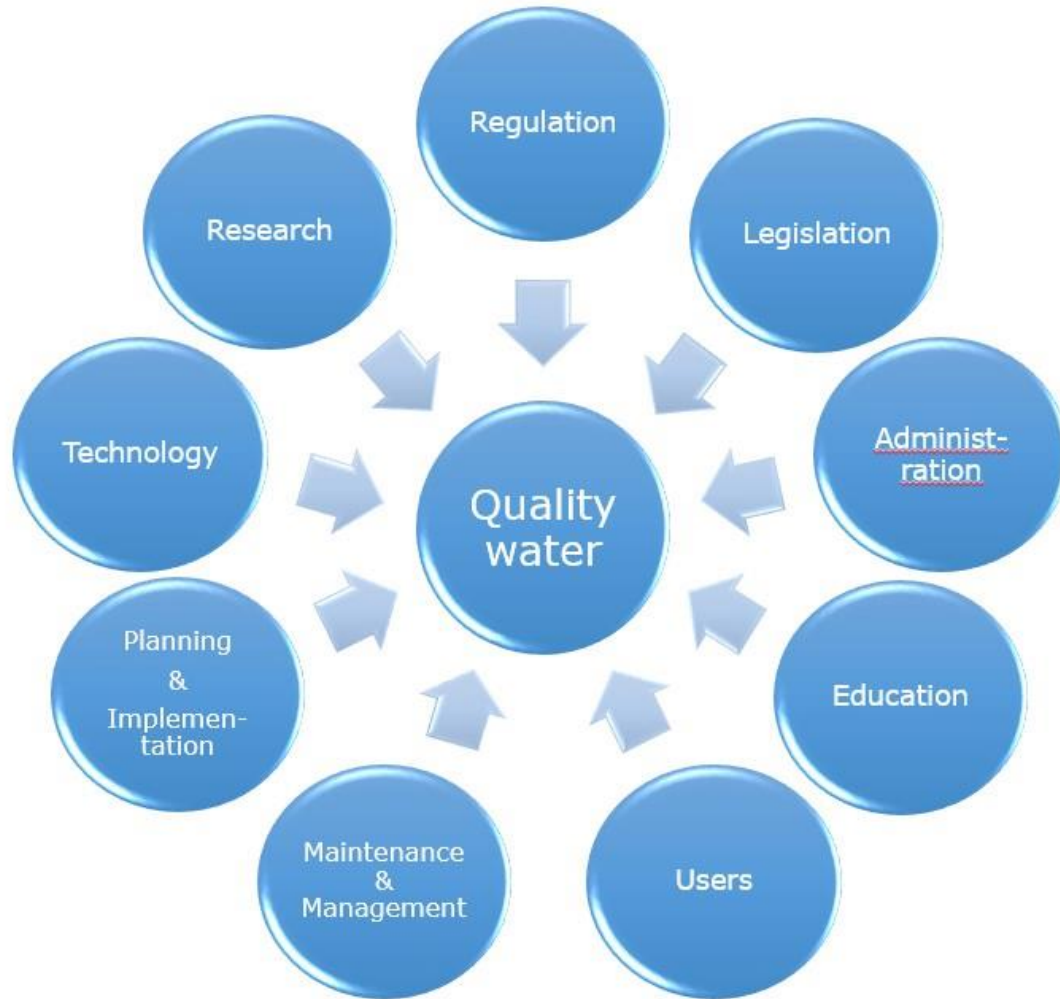 Regulation
Legislation
Administ-
ration
Education
Users
Maintenance
&
Management
Planning
&
Implemen-
tation
Technology
Research
Quality
water